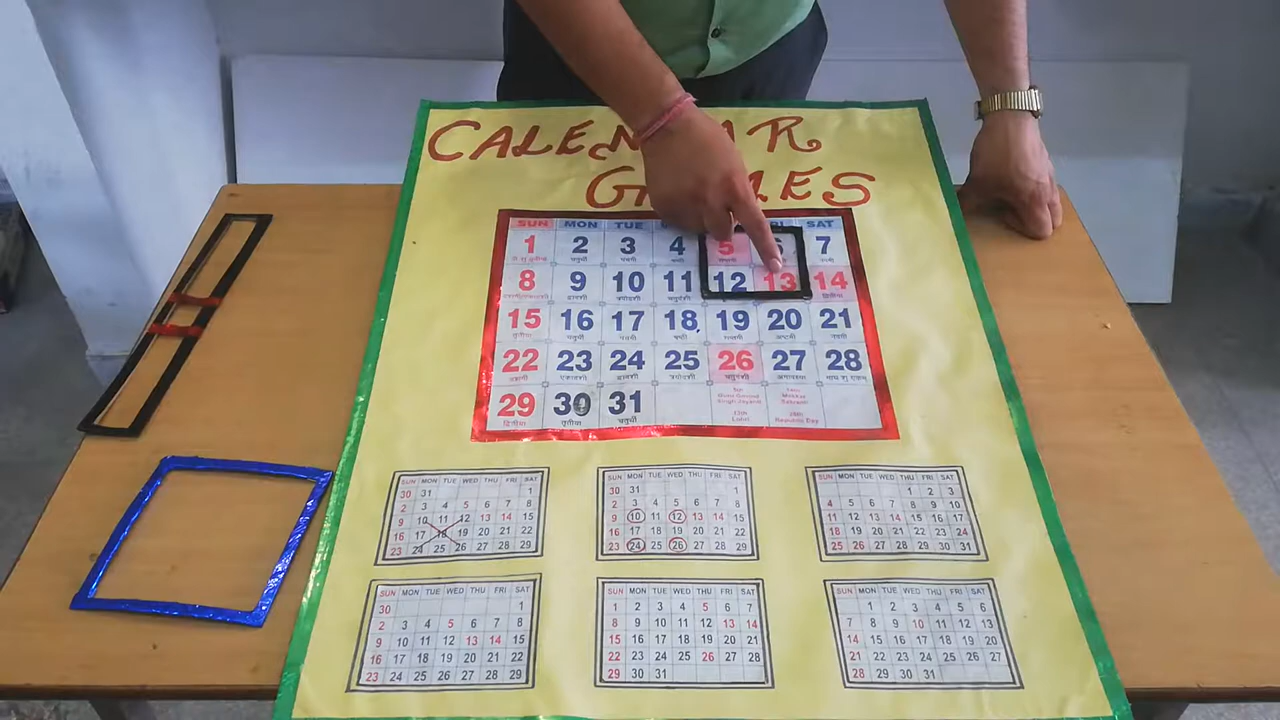 CALENDAR
GAMES
SUN MON TUE SAT
1 2 3 4 5 6 7
8 9 10 11 12 13 14
15 16 17 18 19 20 21
22 23 24 25 26 27 28
29 30 31
SUN MON TUE WED THU FRI SAT
30 31 1
2 3 4 5 6 7 8
9 10 11 12 13 14 15
16 17 18 19 20 21 22
23 24 25 26 27 28 29
SUN MON TUE WED THU FRI SAT
30 31 1
2 3 4 5 6 7 8
9 10 11 12 13 14 15
16 17 18 19 20 21 22
23 24 25 26 27 28 29
SUN MON TUE WED THU FRI SAT
1 2 3
4 5 6 7 8 9 10
11 12 13 14 15 16 17
18 19 20 21 22 23 24
25 26 27 28 29 30 31
SUN MON TUE WED THU FRI SAT
30 1
2 3 4 5 6 7 8
9 10 11 12 13 14 15
16 17 18 19 20 21 22
23 24 25 26 27 28 29
SUN MON TUE WED THU FRI SAT
1 2 3 4 5 6 7
8 9 10 11 12 13 14
15 16 17 18 19 20 21
22 23 24 25 26 27 28
29 30 31
SUN MON TUE WED THU FRI SAT
1 2 3 4 5 6
7 8 9 10 11 12 13
14 15 16 17 18 19 20
21 22 23 24 25 26 27
28 29 30 31